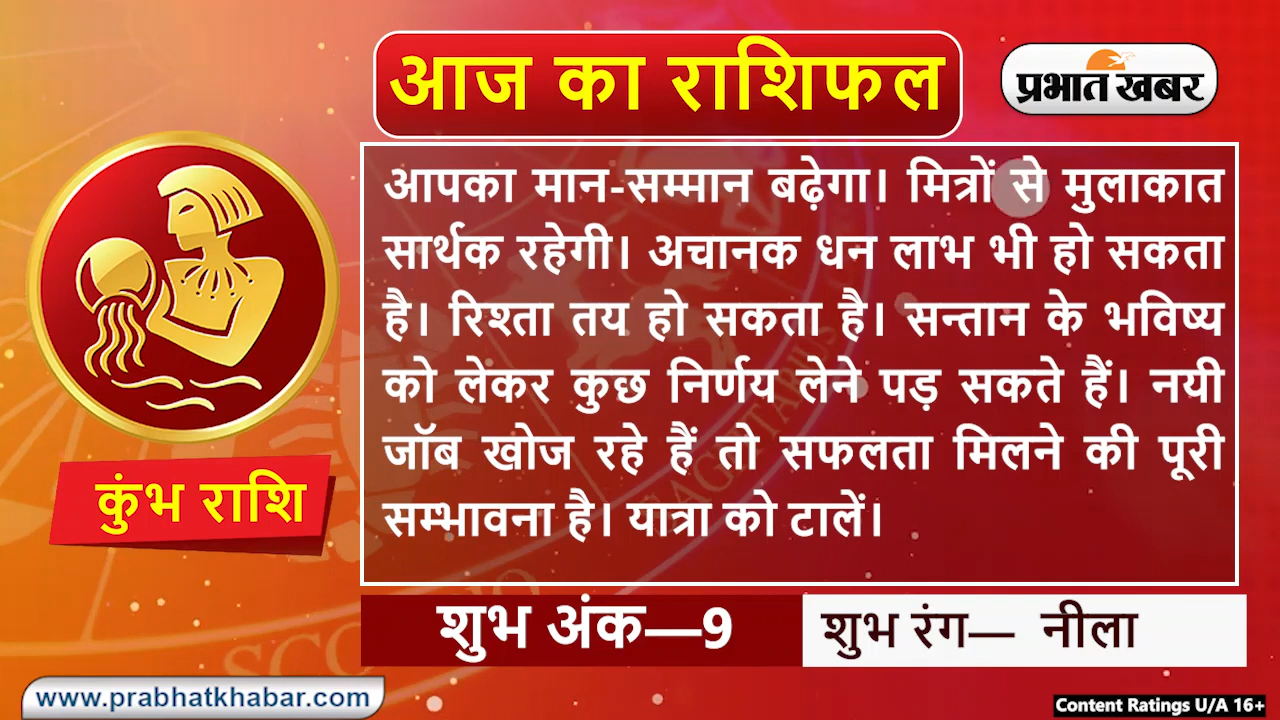 आज का राशिफल
प्रभात खबर
आपका मान-सम्मान बढ़ेगा। मित्रों से मुलाकात
सार्थक रहेगी। अचानक धन लाभ भी हो सकता
है। रिश्ता तय हो सकता है। सन्तान के भविष्य
को लेकर कुछ निर्णय लेने पड़ सकते हैं। नयी
जॉब खोज रहे हैं तो सफलता मिलने की पूरी
सम्भावना है। यात्रा को टालें।
कुंभ राशि
शुभ अंक—9
शुभ रंग— नीला
www.prabhatkhabar.com
Content Ratings U/A 16+